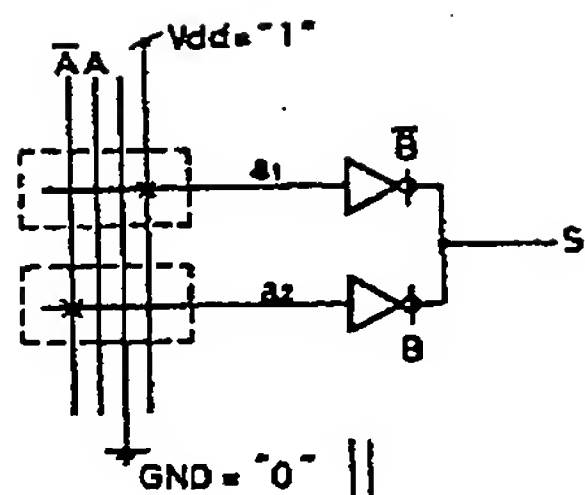 Vdd = "1"
A̅ A
a1
B̅
S
a2
B
GND = "0"